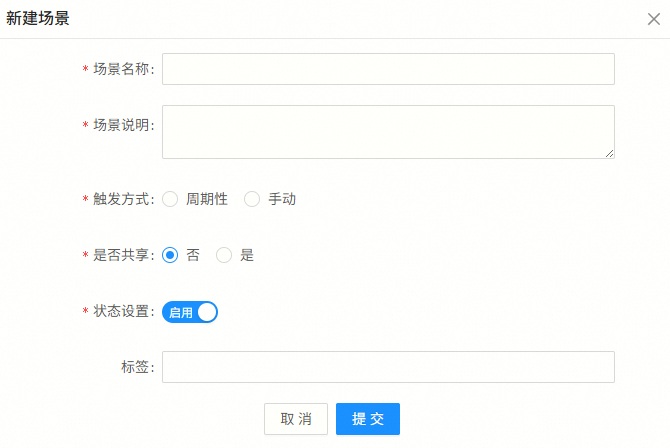 新建场景
* 场景名称:
* 场景说明:
* 触发方式: 周期性 手动
* 是否共享: 否 是
* 状态设置: 启用
标签:
取 消 提 交